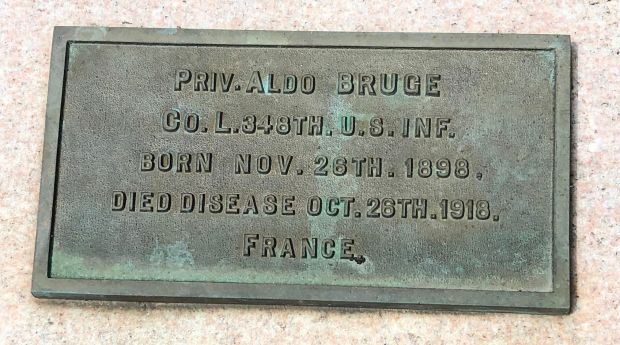 PRIV. ALDO BRUGE
CO. L. 348TH. U.S. INF.
BORN NOV. 26TH. 1898.
DIED DISEASE OCT. 26TH. 1918.
FRANCE.